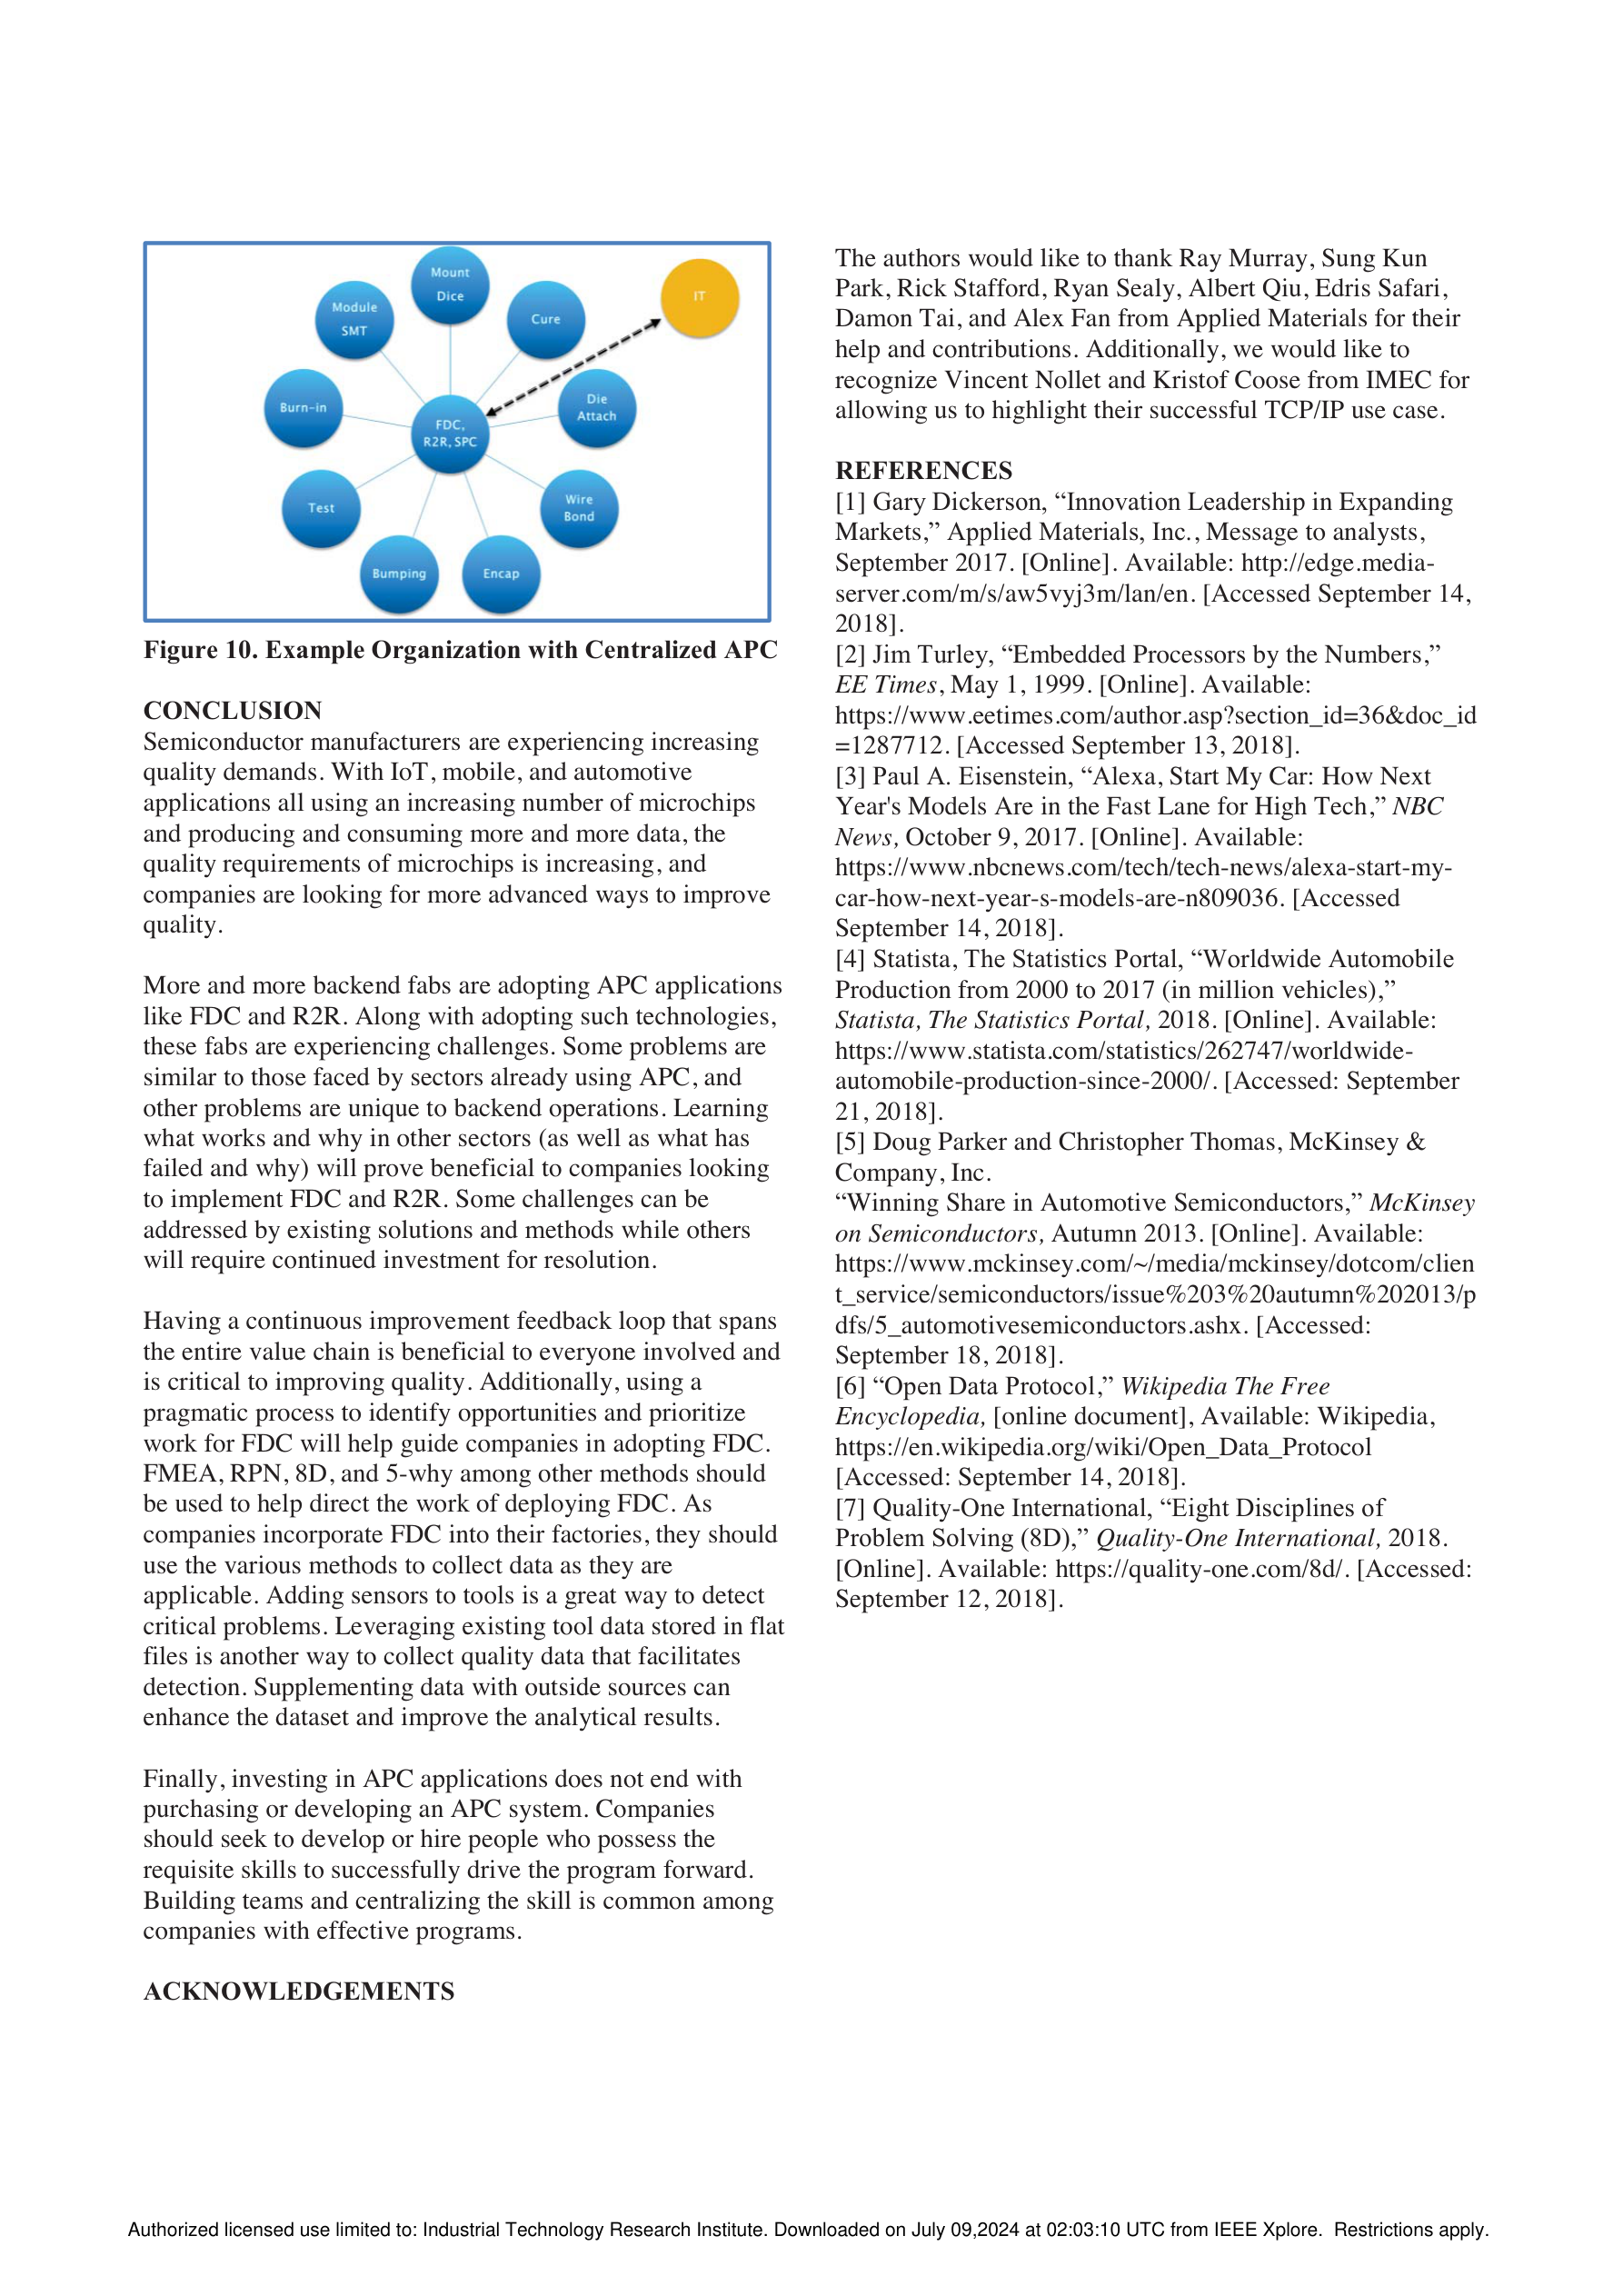 Mount
Dice
Module
SMT
Cure
IT
Burn-in
Die
Attach
FDC,
R2R, SPC
Test
Wire
Bond
Bumping
Encap
Figure 10. Example Organization with Centralized APC
CONCLUSION
Semiconductor manufacturers are experiencing increasing
quality demands. With IoT, mobile, and automotive
applications all using an increasing number of microchips
and producing and consuming more and more data, the
quality requirements of microchips is increasing, and
companies are looking for more advanced ways to improve
quality.
More and more backend fabs are adopting APC applications
like FDC and R2R. Along with adopting such technologies,
these fabs are experiencing challenges. Some problems are
similar to those faced by sectors already using APC, and
other problems are unique to backend operations. Learning
what works and why in other sectors (as well as what has
failed and why) will prove beneficial to companies looking
to implement FDC and R2R. Some challenges can be
addressed by existing solutions and methods while others
will require continued investment for resolution.
Having a continuous improvement feedback loop that spans
the entire value chain is beneficial to everyone involved and
is critical to improving quality. Additionally, using a
pragmatic process to identify opportunities and prioritize
work for FDC will help guide companies in adopting FDC.
FMEA, RPN, 8D, and 5-why among other methods should
be used to help direct the work of deploying FDC. As
companies incorporate FDC into their factories, they should
use the various methods to collect data as they are
applicable. Adding sensors to tools is a great way to detect
critical problems. Leveraging existing tool data stored in flat
files is another way to collect quality data that facilitates
detection. Supplementing data with outside sources can
enhance the dataset and improve the analytical results.
Finally, investing in APC applications does not end with
purchasing or developing an APC system. Companies
should seek to develop or hire people who possess the
requisite skills to successfully drive the program forward.
Building teams and centralizing the skill is common among
companies with effective programs.
ACKNOWLEDGEMENTS
The authors would like to thank Ray Murray, Sung Kun
Park, Rick Stafford, Ryan Sealy, Albert Qiu, Edris Safari,
Damon Tai, and Alex Fan from Applied Materials for their
help and contributions. Additionally, we would like to
recognize Vincent Nollet and Kristof Coose from IMEC for
allowing us to highlight their successful TCP/IP use case.
REFERENCES
[1] Gary Dickerson, “Innovation Leadership in Expanding
Markets,” Applied Materials, Inc., Message to analysts,
September 2017. [Online]. Available: http://edge.media-
server.com/m/s/aw5vyj3m/lan/en. [Accessed September 14,
2018].
[2] Jim Turley, “Embedded Processors by the Numbers,”
EE Times, May 1, 1999. [Online]. Available:
https://www.eetimes.com/author.asp?section_id=36&doc_id
=1287712. [Accessed September 13, 2018].
[3] Paul A. Eisenstein, “Alexa, Start My Car: How Next
Year's Models Are in the Fast Lane for High Tech,” NBC
News, October 9, 2017. [Online]. Available:
https://www.nbcnews.com/tech/tech-news/alexa-start-my-
car-how-next-year-s-models-are-n809036. [Accessed
September 14, 2018].
[4] Statista, The Statistics Portal, “Worldwide Automobile
Production from 2000 to 2017 (in million vehicles),”
Statista, The Statistics Portal, 2018. [Online]. Available:
https://www.statista.com/statistics/262747/worldwide-
automobile-production-since-2000/. [Accessed: September
21, 2018].
[5] Doug Parker and Christopher Thomas, McKinsey &
Company, Inc.
“Winning Share in Automotive Semiconductors,” McKinsey
on Semiconductors, Autumn 2013. [Online]. Available:
https://www.mckinsey.com/~/media/mckinsey/dotcom/clien
t_service/semiconductors/issue%203%20autumn%202013/p
dfs/5_automotivesemiconductors.ashx. [Accessed:
September 18, 2018].
[6] “Open Data Protocol,” Wikipedia The Free
Encyclopedia, [online document], Available: Wikipedia,
https://en.wikipedia.org/wiki/Open_Data_Protocol
[Accessed: September 14, 2018].
[7] Quality-One International, “Eight Disciplines of
Problem Solving (8D),” Quality-One International, 2018.
[Online]. Available: https://quality-one.com/8d/. [Accessed:
September 12, 2018].
Authorized licensed use limited to: Industrial Technology Research Institute. Downloaded on July 09,2024 at 02:03:10 UTC from IEEE Xplore. Restrictions apply.